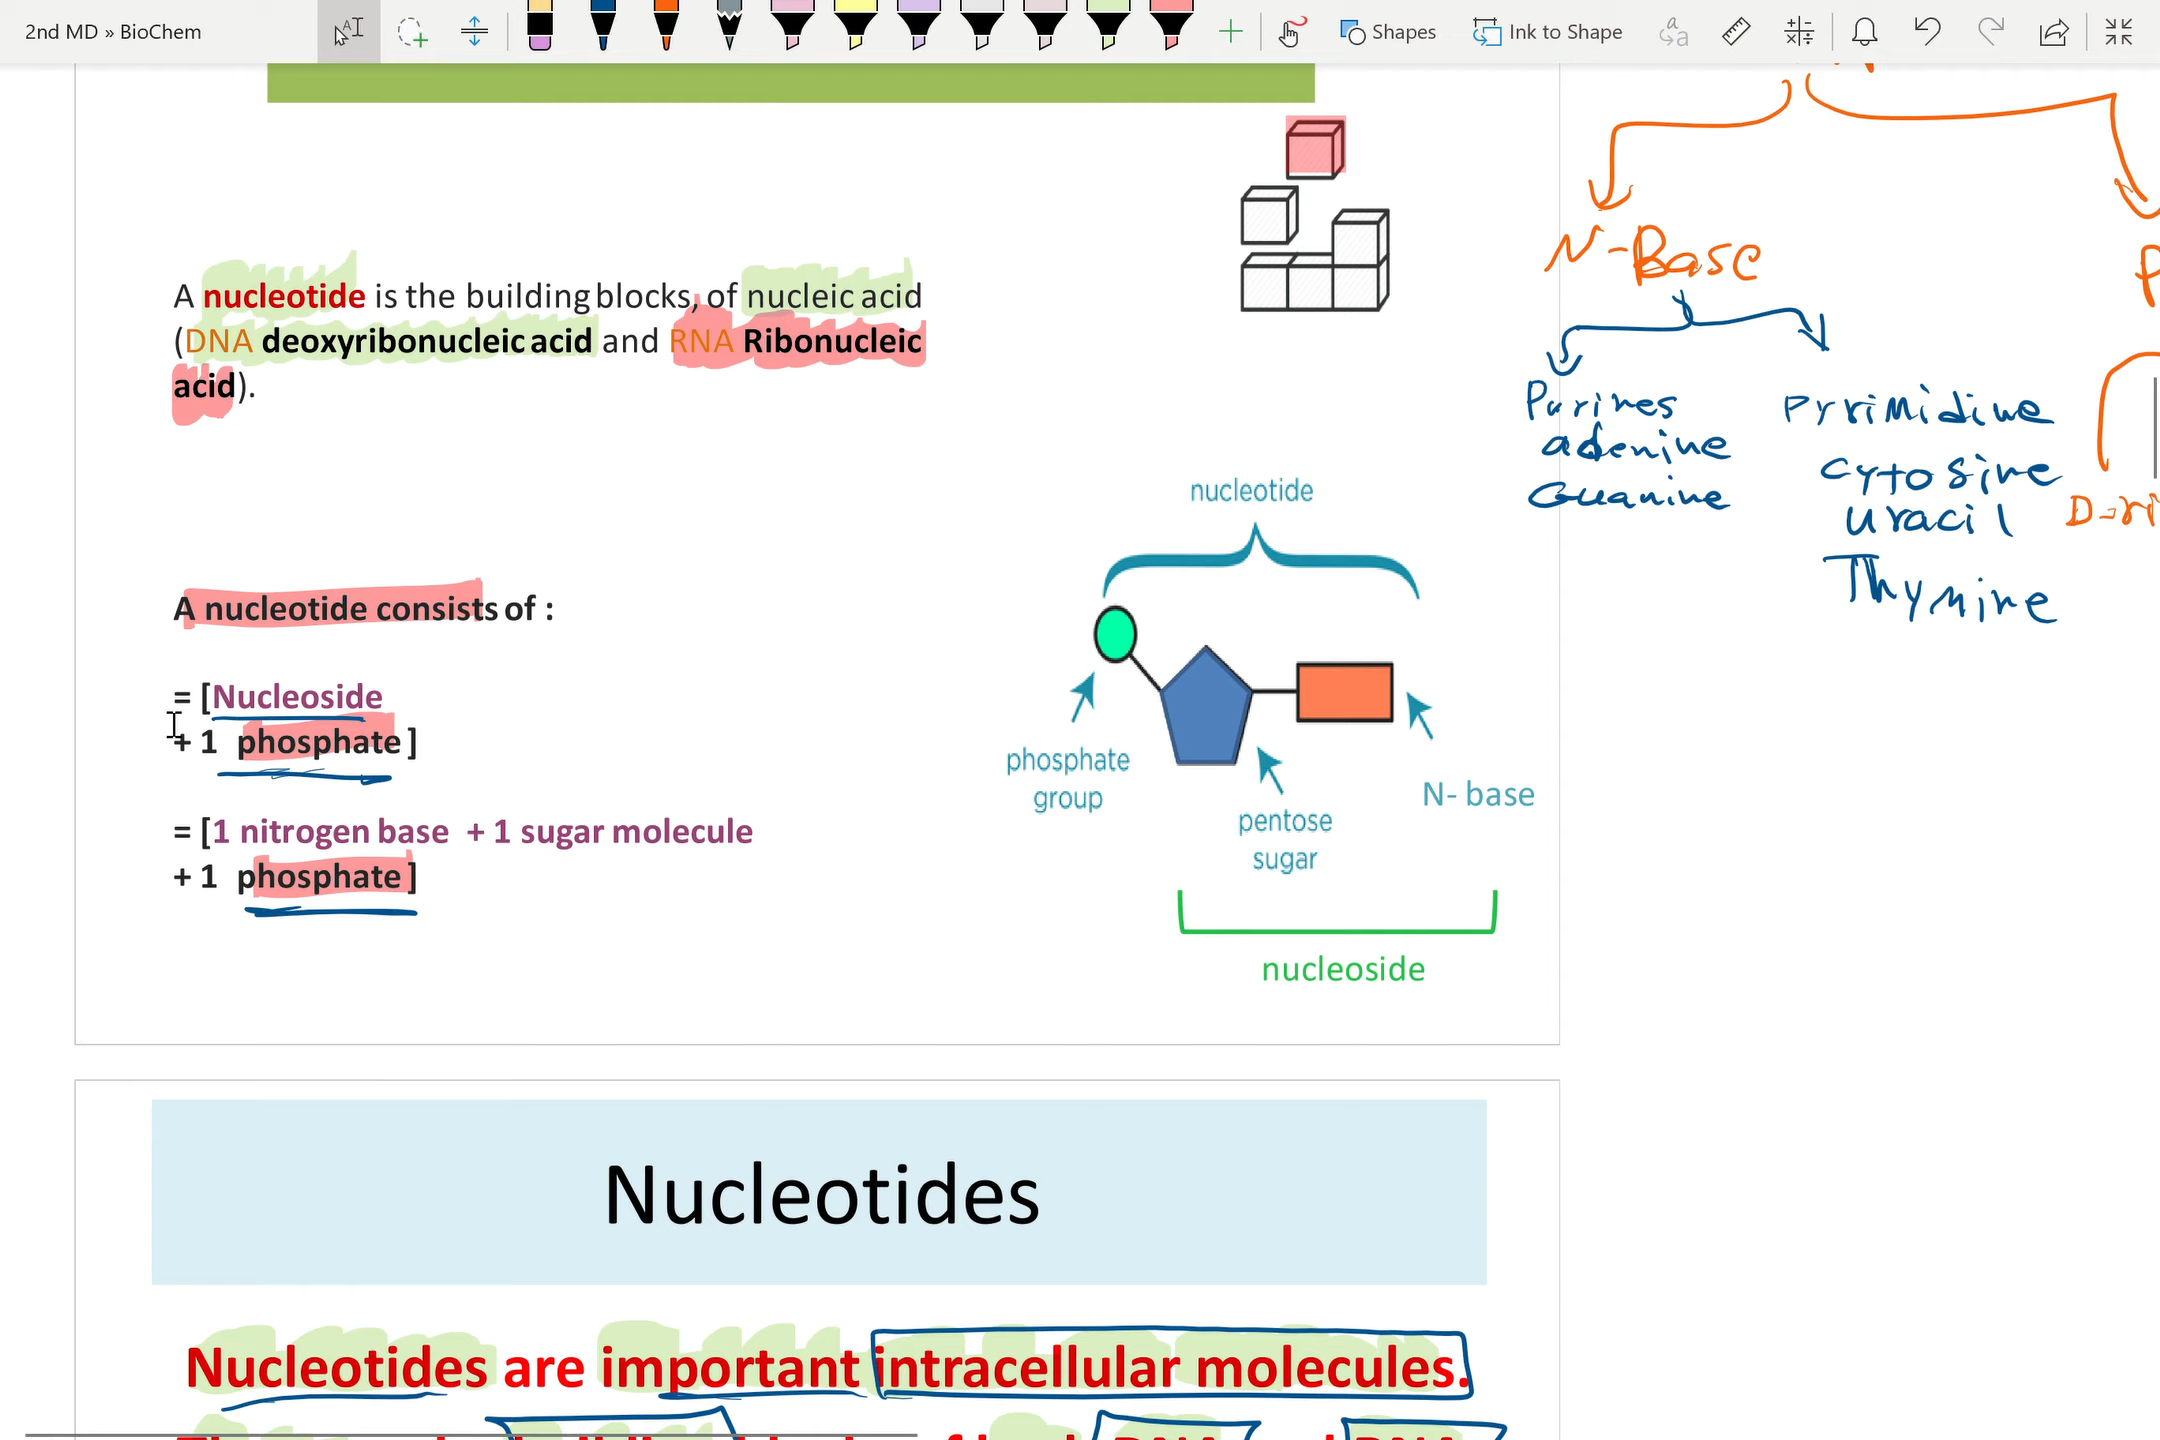 2nd MD » BioChem
Shapes
Ink to Shape
A nucleotide is the building blocks, of nucleic acid
(DNA deoxyribonucleic acid and RNA Ribonucleic
acid).
A nucleotide consists of :
= [Nucleoside
+ 1 phosphate ]
= [1 nitrogen base + 1 sugar molecule
+ 1 phosphate ]
nucleotide
phosphate
group
pentose
sugar
N- base
nucleoside
N-Base
Purines
adenine
Guanine
Pyrimidine
cytosine
uracil
Thymine
Nucleotides
Nucleotides are important intracellular molecules.